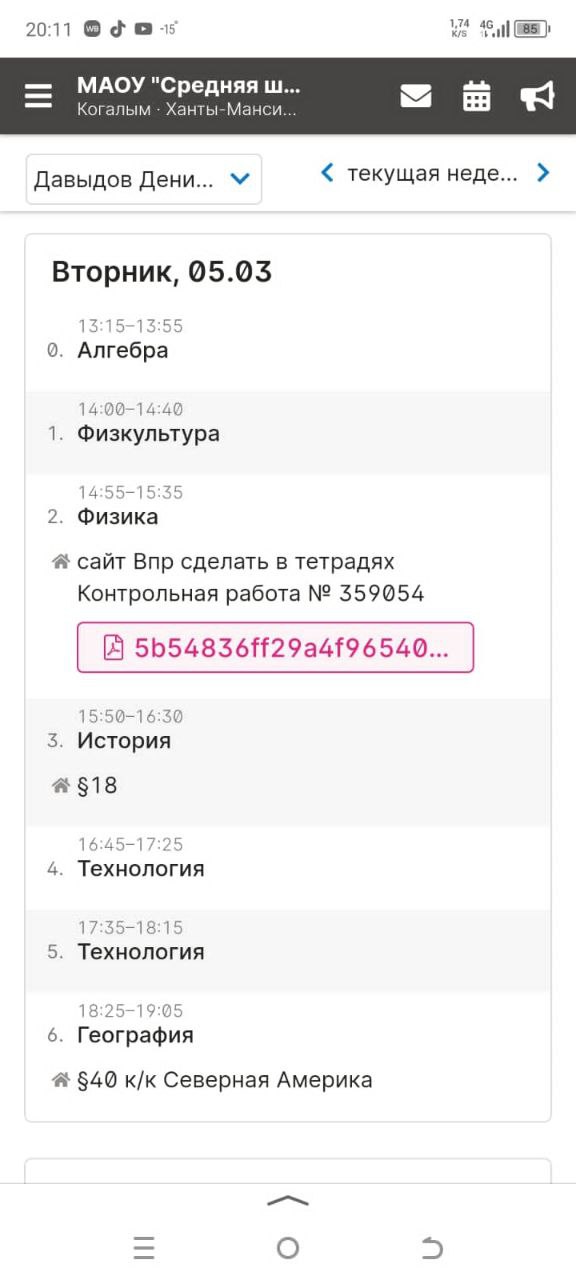 20:11 WB -15°
1,74 K/S 4G 85
МАОУ "Средняя ш...
Когалым · Ханты-Манси...
Давыдов Дени...
текущая неде...
Вторник, 05.03
13:15–13:55
0. Алгебра
14:00–14:40
1. Физкультура
14:55–15:35
2. Физика
сайт Впр сделать в тетрадях
Контрольная работа № 359054
5b54836ff29a4f96540...
15:50–16:30
3. История
§18
16:45–17:25
4. Технология
17:35–18:15
5. Технология
18:25–19:05
6. География
§40 к/к Северная Америка